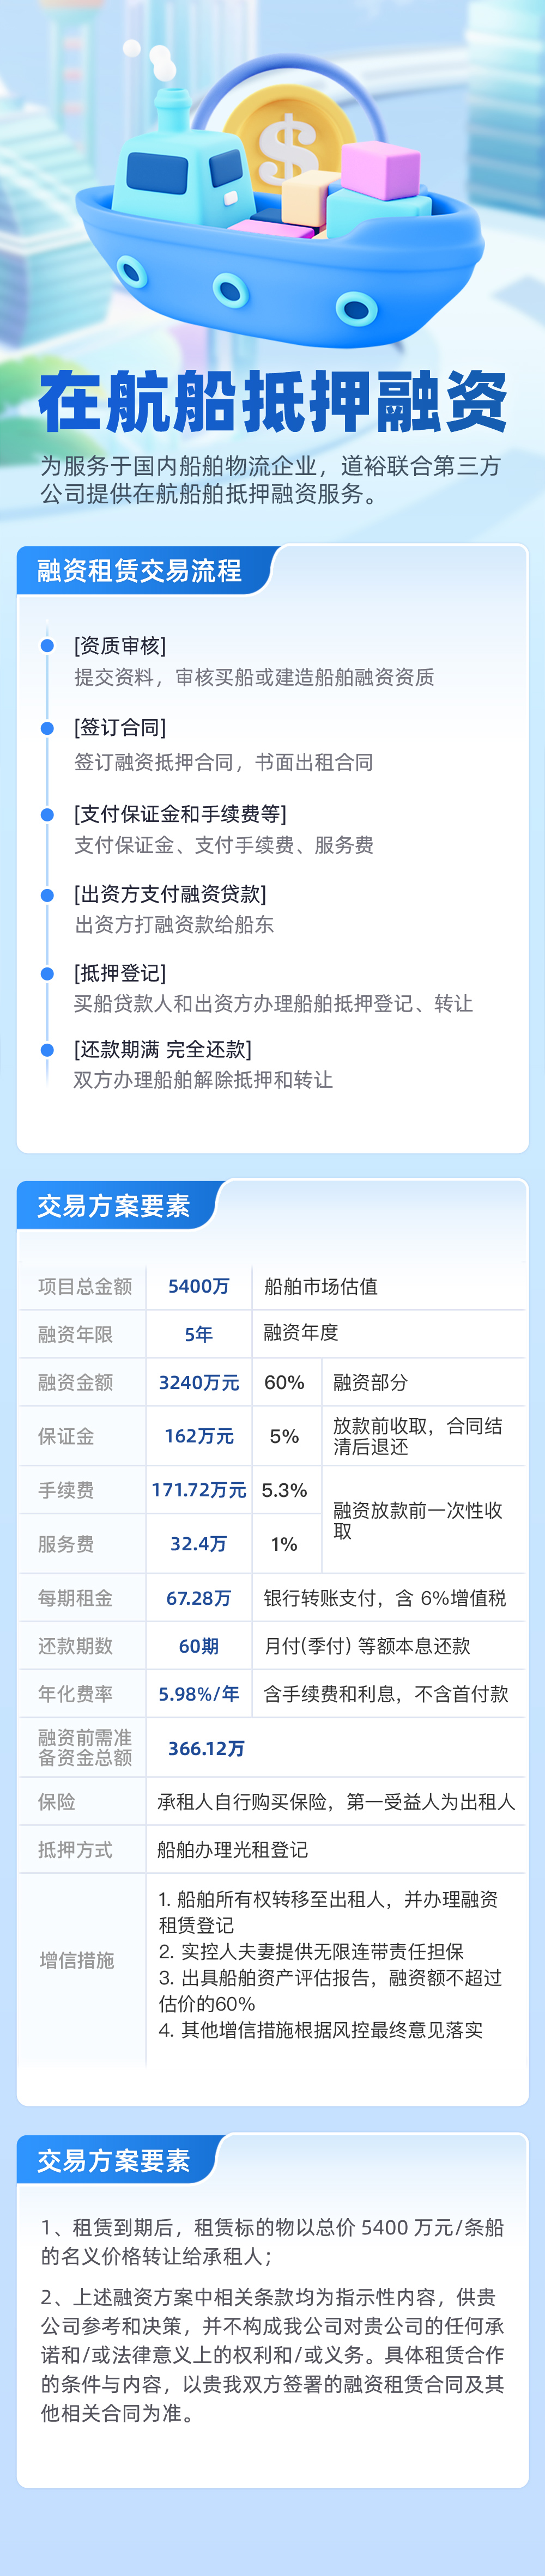 $
在航船抵押融资
为服务于国内船舶物流企业，道裕联合第三方
公司提供在航船舶抵押融资服务。
融资租赁交易流程
[资质审核]
提交资料，审核买船或建造船舶融资资质
[签订合同]
签订融资抵押合同，书面出租合同
[支付保证金和手续费等]
支付保证金、支付手续费、服务费
[出资方支付融资贷款]
出资方打融资款给船东
[抵押登记]
买船贷款人和出资方办理船舶抵押登记、转让
[还款期满 完全还款]
双方办理船舶解除抵押和转让
交易方案要素
项目总金额 5400万 船舶市场估值
融资年限 5年 融资年度
融资金额 3240万元 60% 融资部分
保证金 162万元 5% 放款前收取，合同结
清后退还
手续费 171.72万元 5.3%
融资放款前一次性收
取
服务费 32.4万 1%
每期租金 67.28万 银行转账支付，含 6%增值税
还款期数 60期 月付(季付) 等额本息还款
年化费率 5.98%/年 含手续费和利息，不含首付款
融资前需准
备资金总额 366.12万
保险 承租人自行购买保险，第一受益人为出租人
抵押方式 船舶办理光租登记
增信措施
1. 船舶所有权转移至出租人，并办理融资
租赁登记
2. 实控人夫妻提供无限连带责任担保
3. 出具船舶资产评估报告，融资额不超过
估价的60%
4. 其他增信措施根据风控最终意见落实
交易方案要素
1、租赁到期后，租赁标的物以总价 5400 万元/条船
的名义价格转让给承租人；
2、上述融资方案中相关条款均为指示性内容，供贵
公司参考和决策，并不构成我公司对贵公司的任何承
诺和/或法律意义上的权利和/或义务。具体租赁合作
的条件与内容，以贵我双方签署的融资租赁合同及其
他相关合同为准。